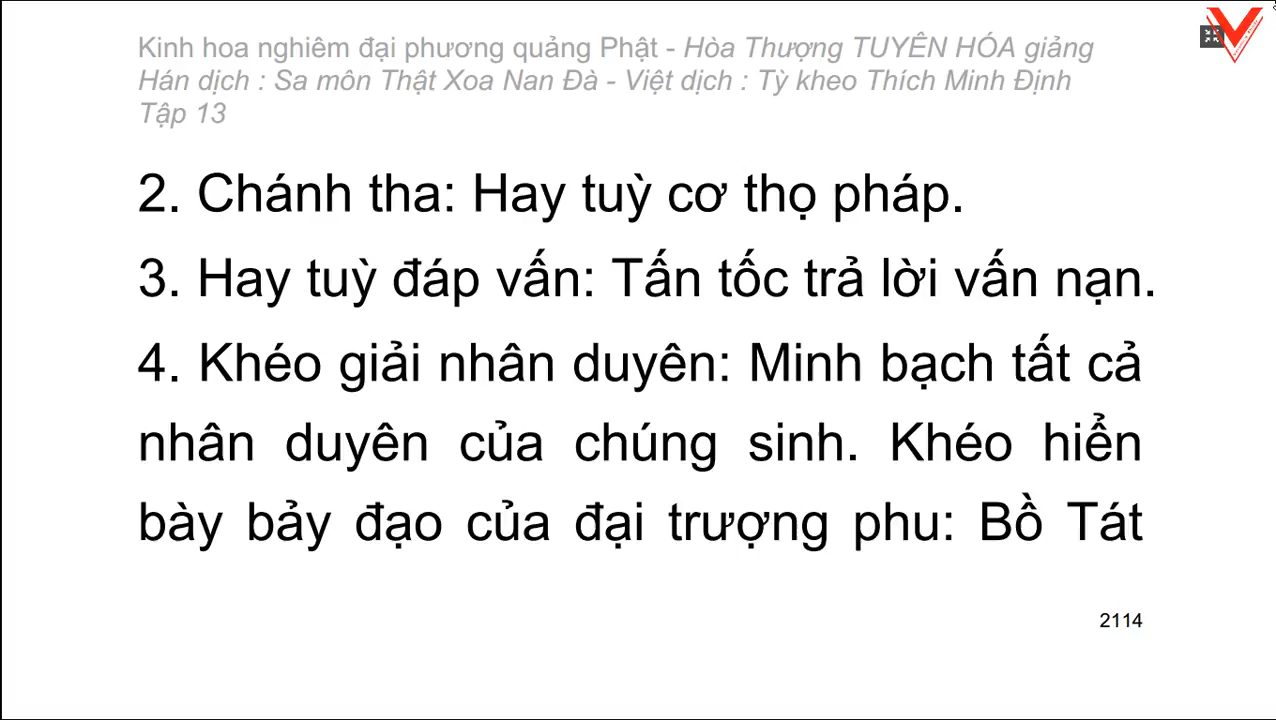 Kinh hoa nghiêm đại phương quảng Phật - Hòa Thượng TUYÊN HÓA giảng
Hán dịch : Sa môn Thật Xoa Nan Đà - Việt dịch : Tỳ kheo Thích Minh Định
Tập 13
2. Chánh tha: Hay tuỳ cơ thọ pháp.
3. Hay tuỳ đáp vấn: Tấn tốc trả lời vấn nạn.
4. Khéo giải nhân duyên: Minh bạch tất cả
nhân duyên của chúng sinh. Khéo hiển
bày bảy đạo của đại trượng phu: Bồ Tát
2114